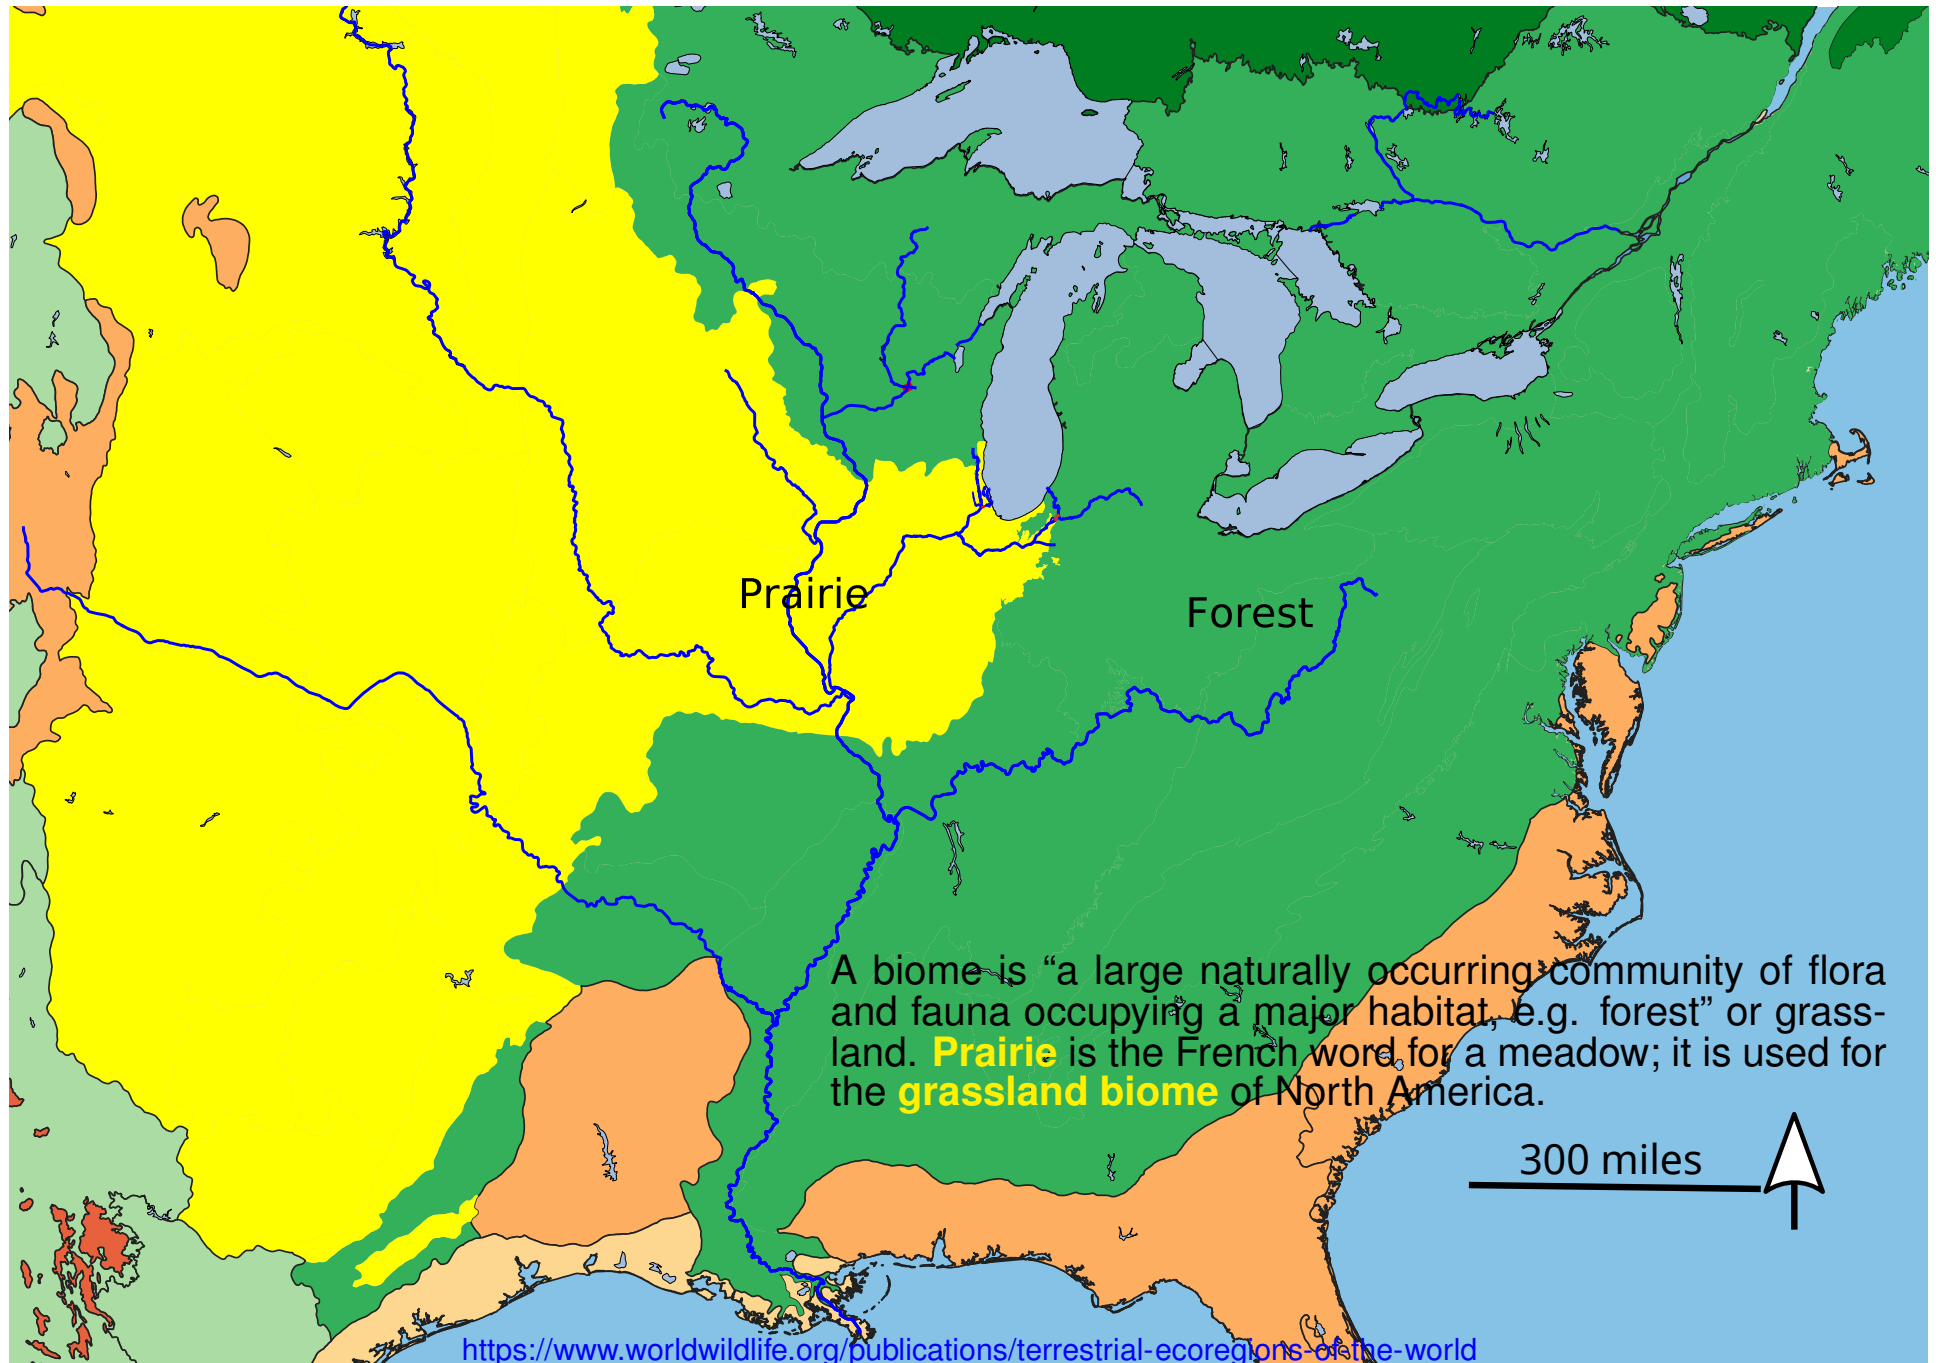 Prairie
Forest
A biome is “a large naturally occurring community of flora
and fauna occupying a major habitat, e.g. forest” or grass-
land. Prairie is the French word for a meadow; it is used for
the grassland biome of North America.
300 miles
https://www.worldwildlife.org/publications/terrestrial-ecoregions-of-the-world